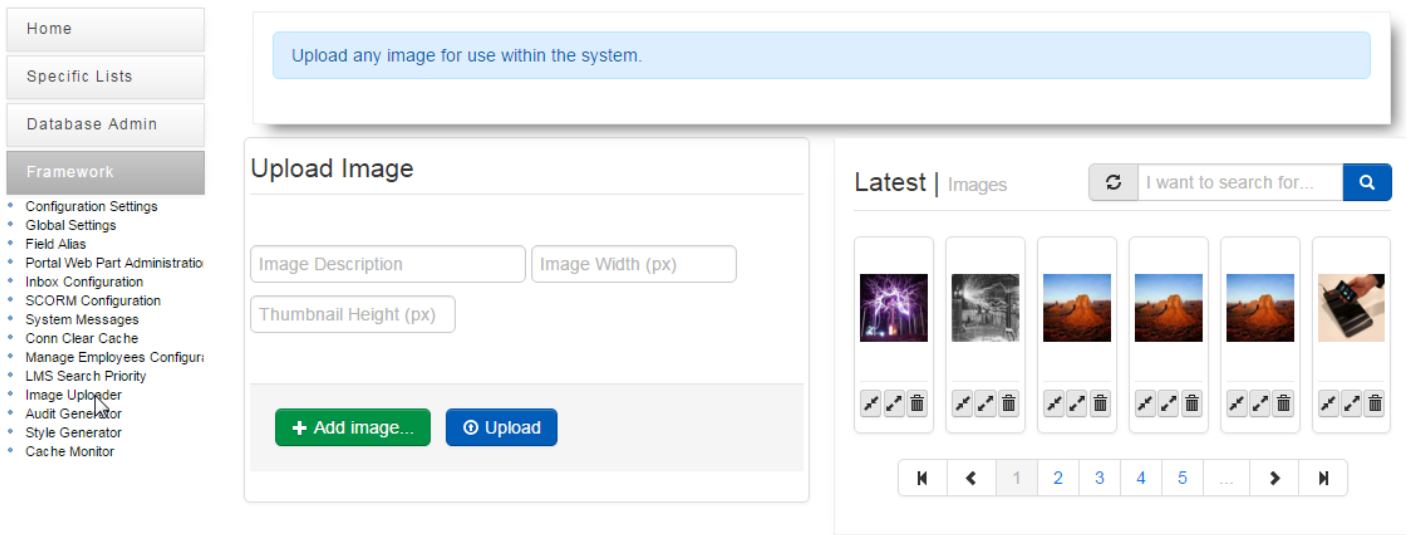 Home
Specific Lists
Database Admin
Framework
Configuration Settings
Global Settings
Field Alias
Portal Web Part Administratio
Inbox Configuration
SCORM Configuration
System Messages
Conn Clear Cache
Manage Employees Configura
LMS Search Priority
Image Uploader
Audit Generator
Style Generator
Cache Monitor
Upload any image for use within the system.
Upload Image
Image Description Image Width (px)
Thumbnail Height (px)
Add image... Upload
Latest | Images I want to search for...
1 2 3 4 5 ...